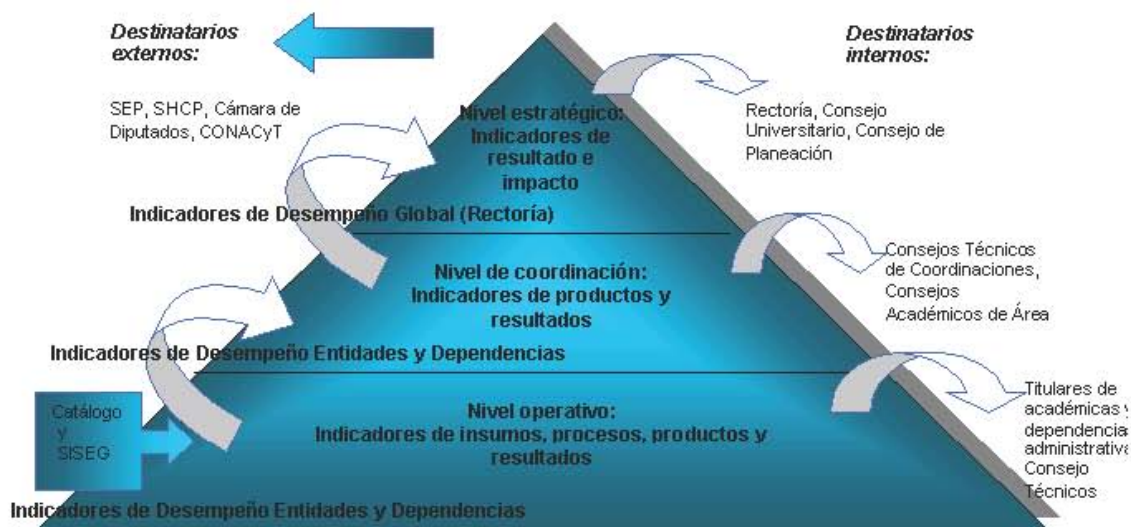 Destinatarios
externos:
Destinatarios
internos:
SEP, SHCP, Cámara de
Diputados, CONACyT
Nivel estratégico:
Indicadores de
resultado e
impacto
Rectoría, Consejo
Universitario, Consejo de
Planeación
Indicadores de Desempeño Global (Rectoría)
Nivel de coordinación:
Indicadores de productos y
resultados
Consejos Técnicos
de Coordinaciones,
Consejos
Académicos de Área
Indicadores de Desempeño Entidades y Dependencias
Catálogo
y
SISEG
Nivel operativo:
Indicadores de insumos, procesos, productos y
resultados
Titulares de
académicas y
dependencia
administrativa
Consejo
Técnicos
Indicadores de Desempeño Entidades y Dependencias